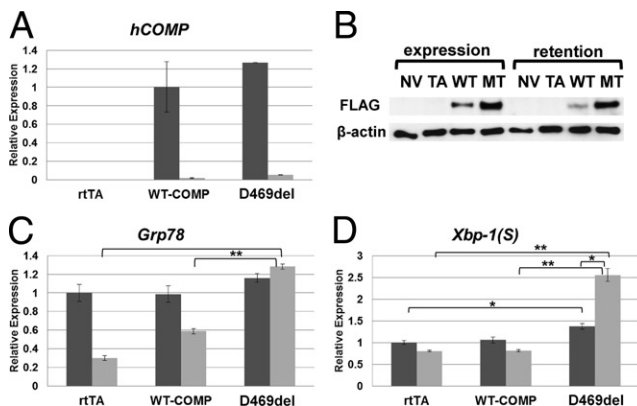 A
hCOMP
Relative Expression
1.4
1.2
1
0.8
0.6
0.4
0.2
0
rtTA WT-COMP D469del
B
expression retention
NV TA WT MT NV TA WT MT
FLAG
β-actin
C
Grp78
**
Relative Expression
1.4
1.2
1
0.8
0.6
0.4
0.2
0
rtTA WT-COMP D469del
D
Xbp-1(S)
**
**
*
*
Relative Expression
3
2.5
2
1.5
1
0.5
0
rtTA WT-COMP D469del